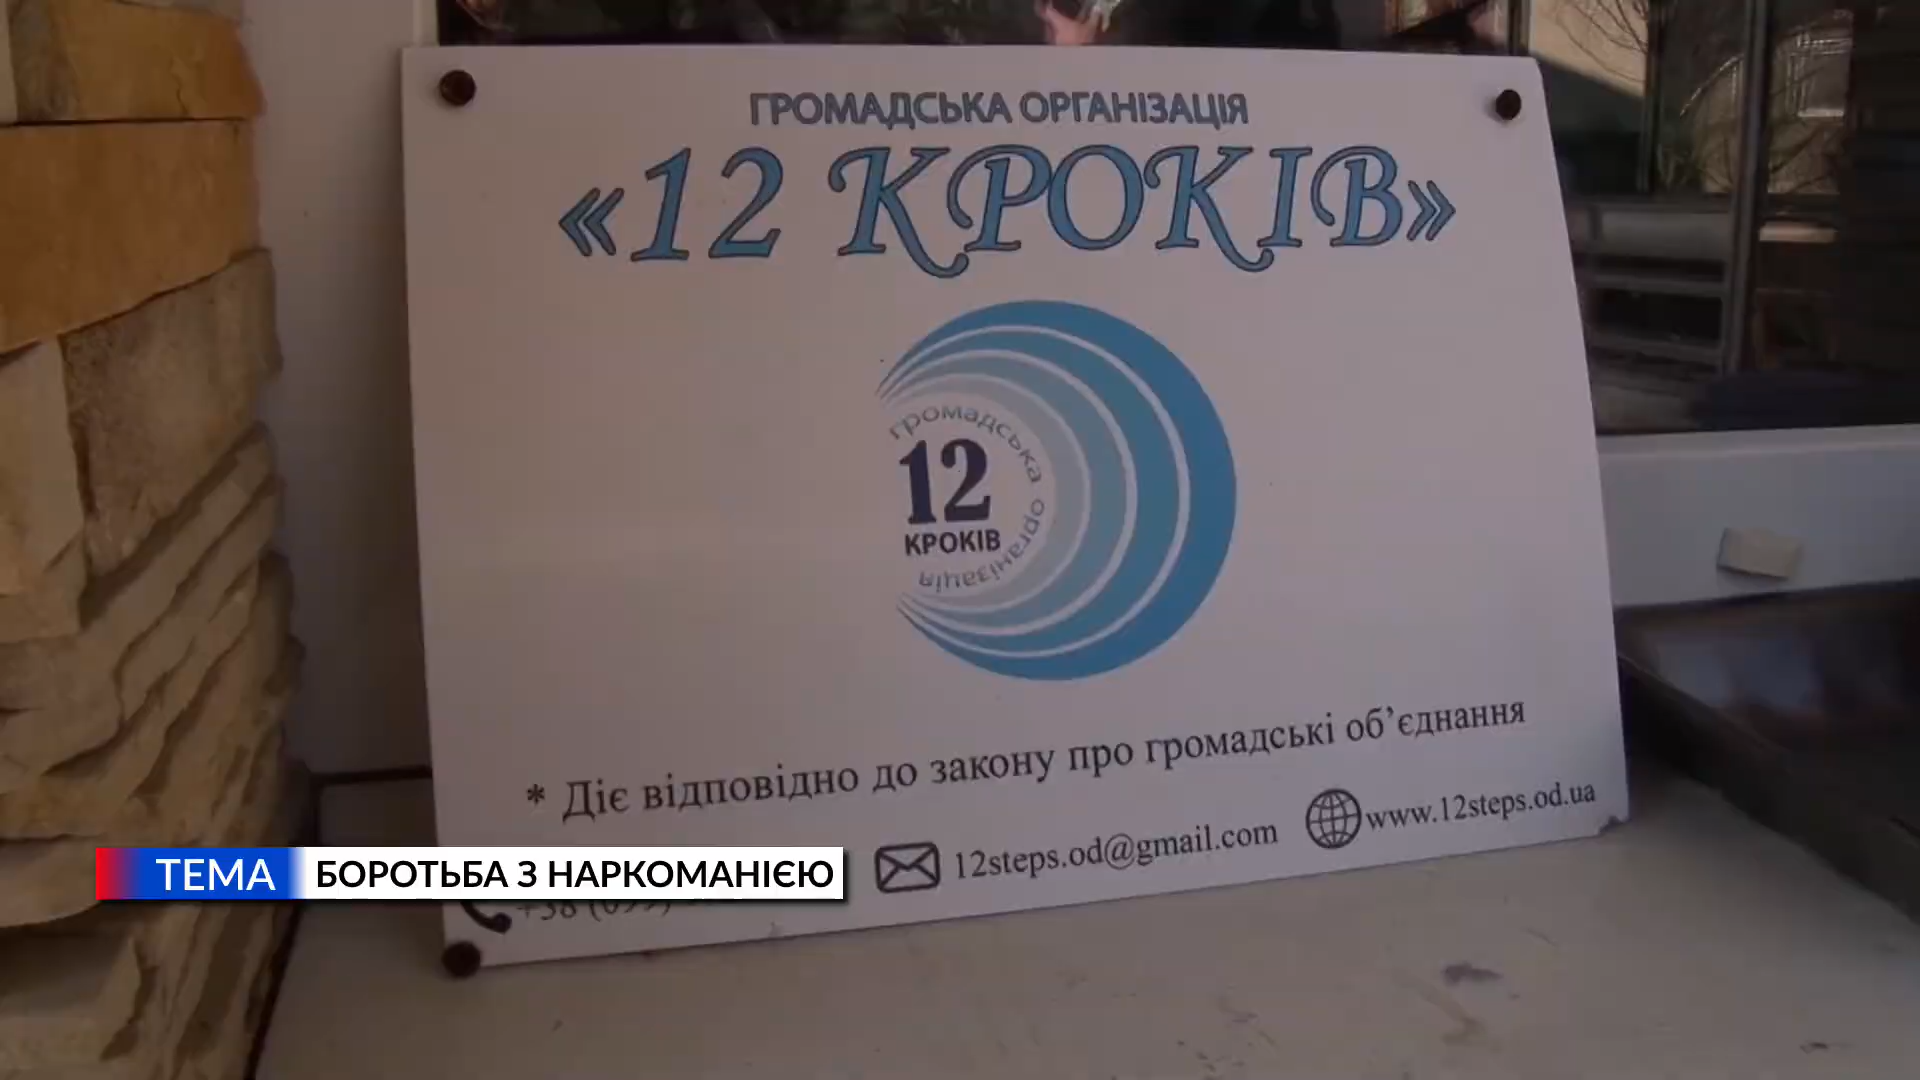 ГРОМАДСЬКА ОРГАНІЗАЦІЯ
«12 КРОКІВ»
громадська організація
12
КРОКІВ
* Діє відповідно до закону про громадські об’єднання
12steps.od@gmail.com www.12steps.od.ua
ТЕМА БОРОТЬБА З НАРКОМАНІЄЮ
+38